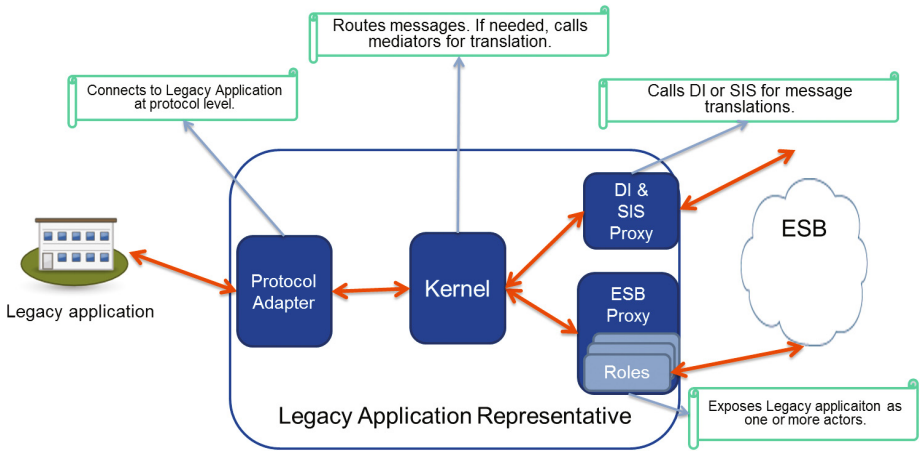 Routes messages. If needed, calls
mediators for translation.
Connects to Legacy Application
at protocol level.
Calls DI or SIS for message
translations.
DI &
SIS
Proxy
ESB
Protocol
Adapter
Kernel
ESB
Proxy
Legacy application
Roles
Legacy Application Representative
Exposes Legacy applicaiton as
one or more actors.